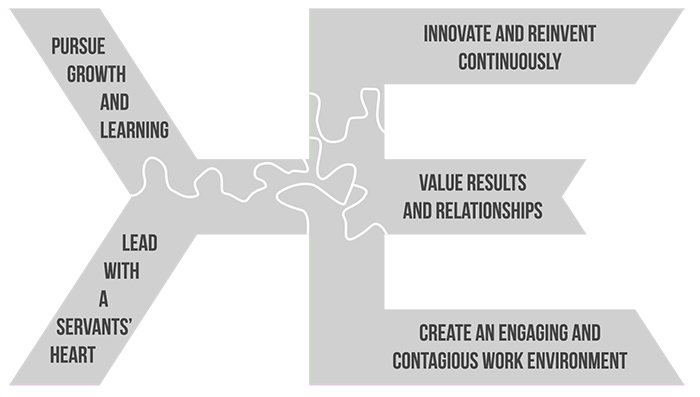 PURSUE
GROWTH
AND
LEARNING
LEAD
WITH
A
SERVANTS'
HEART
INNOVATE AND REINVENT
CONTINUOUSLY
VALUE RESULTS
AND RELATIONSHIPS
CREATE AN ENGAGING AND
CONTAGIOUS WORK ENVIRONMENT